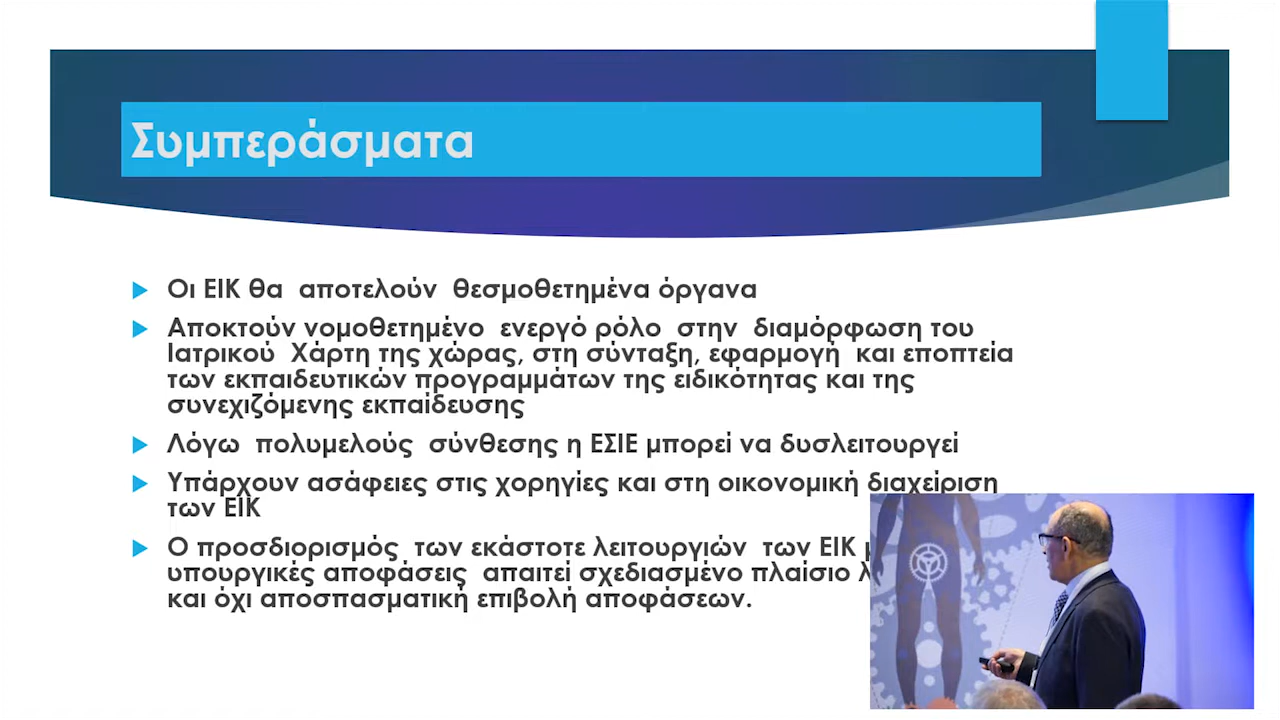 Συμπεράσματα
Οι ΕΙΚ θα αποτελούν θεσμοθετημένα όργανα
Αποκτούν νομοθετημένο ενεργό ρόλο στην διαμόρφωση του
Ιατρικού Χάρτη της χώρας, στη σύνταξη, εφαρμογή και εποπτεία
των εκπαιδευτικών προγραμμάτων της ειδικότητας και της
συνεχιζόμενης εκπαίδευσης
Λόγω πολυμελούς σύνθεσης η ΕΣΙΕ μπορεί να δυσλειτουργεί
Υπάρχουν ασάφειες στις χορηγίες και στη οικονομική διαχείριση
των ΕΙΚ
Ο προσδιορισμός των εκάστοτε λειτουργιών των ΕΙΚ
υπουργικές αποφάσεις απαιτεί σχεδιασμένο πλαίσιο
και όχι αποσπασματική επιβολή αποφάσεων.